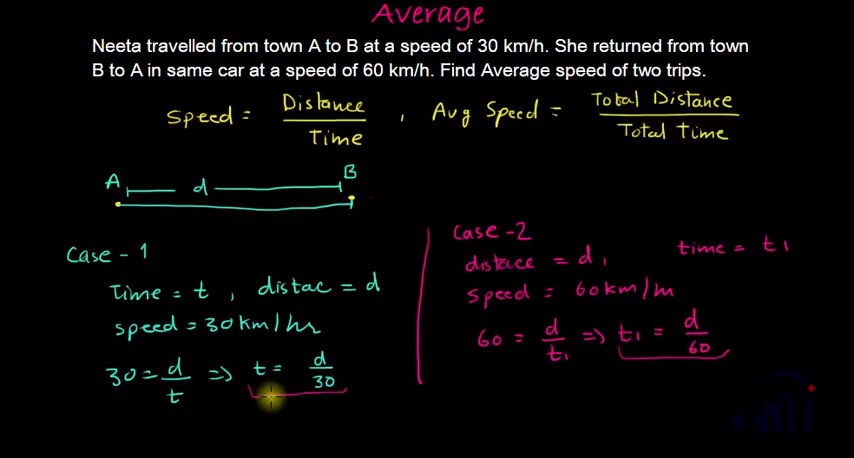 Average
Neeta travelled from town A to B at a speed of 30 km/h. She returned from town
B to A in same car at a speed of 60 km/h. Find Average speed of two trips.
Speed = Distance/Time , Avg Speed = Total Distance/Total Time
A d B
Case - 1
Time = t , distac = d
speed = 30 km/hr
30 = d/t => t = d/30
Case - 2
distace = d, time = t1
speed = 60 km/m
60 = d/t1 => t1 = d/60